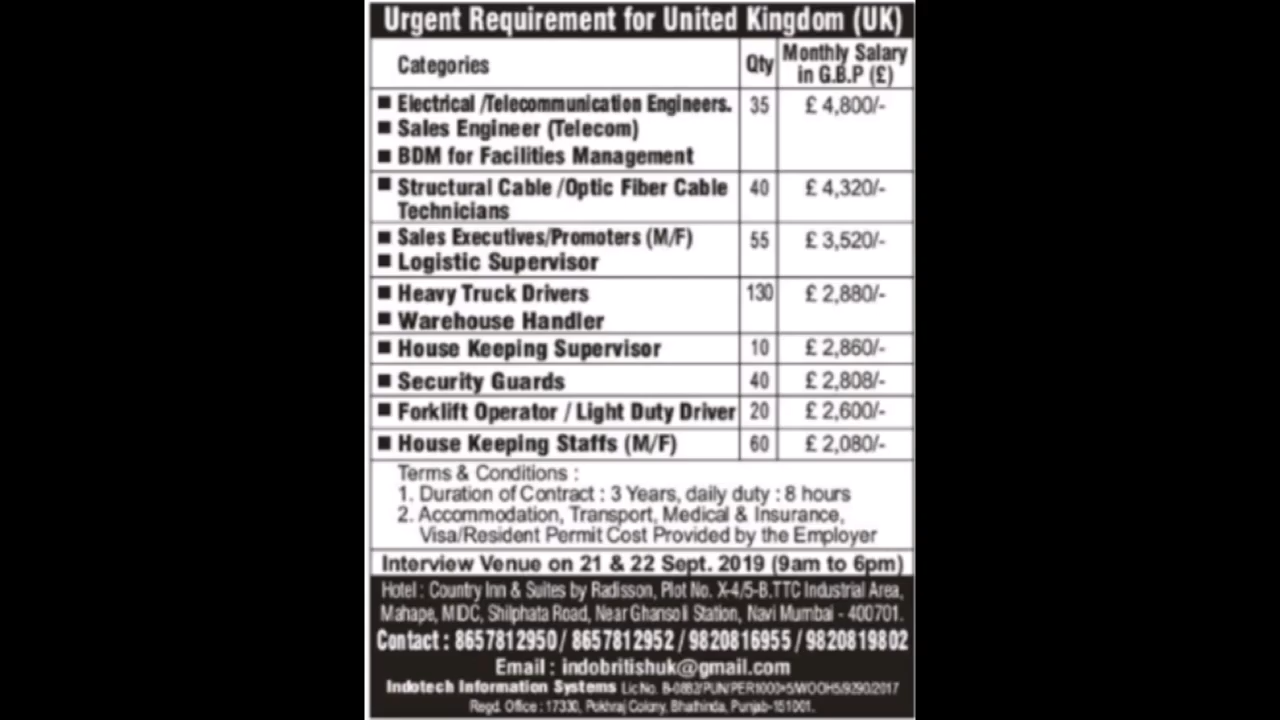 Urgent Requirement for United Kingdom (UK)
Categories Qty Monthly Salary in G.B.P (£)
■ Electrical /Telecommunication Engineers. 35 £ 4,800/-
■ Sales Engineer (Telecom)
■ BDM for Facilities Management
■ Structural Cable /Optic Fiber Cable 40 £ 4,320/-
Technicians
■ Sales Executives/Promoters (M/F) 55 £ 3,520/-
■ Logistic Supervisor
■ Heavy Truck Drivers 130 £ 2,880/-
■ Warehouse Handler
■ House Keeping Supervisor 10 £ 2,860/-
■ Security Guards 40 £ 2,808/-
■ Forklift Operator / Light Duty Driver 20 £ 2,600/-
■ House Keeping Staffs (M/F) 60 £ 2,080/-
Terms & Conditions :
1. Duration of Contract : 3 Years, daily duty : 8 hours
2. Accommodation, Transport, Medical & Insurance,
Visa/Resident Permit Cost Provided by the Employer
Interview Venue on 21 & 22 Sept. 2019 (9am to 6pm)
Hotel : Country Inn & Suites by Radisson, Plot No. X-4/5-B.TTC Industrial Area,
Mahape, MIDC, Shilphata Road, Near Ghansoli Station, Navi Mumbai - 400701.
Contact : 8657812950/ 8657812952 / 9820816955 / 9820819802
Email : indobritishuk@gmail.com
Indotech Information Systems Lic No.
Regd. Office : 17330, Pokhraj Colony, Bhathinda, Punjab-151001.